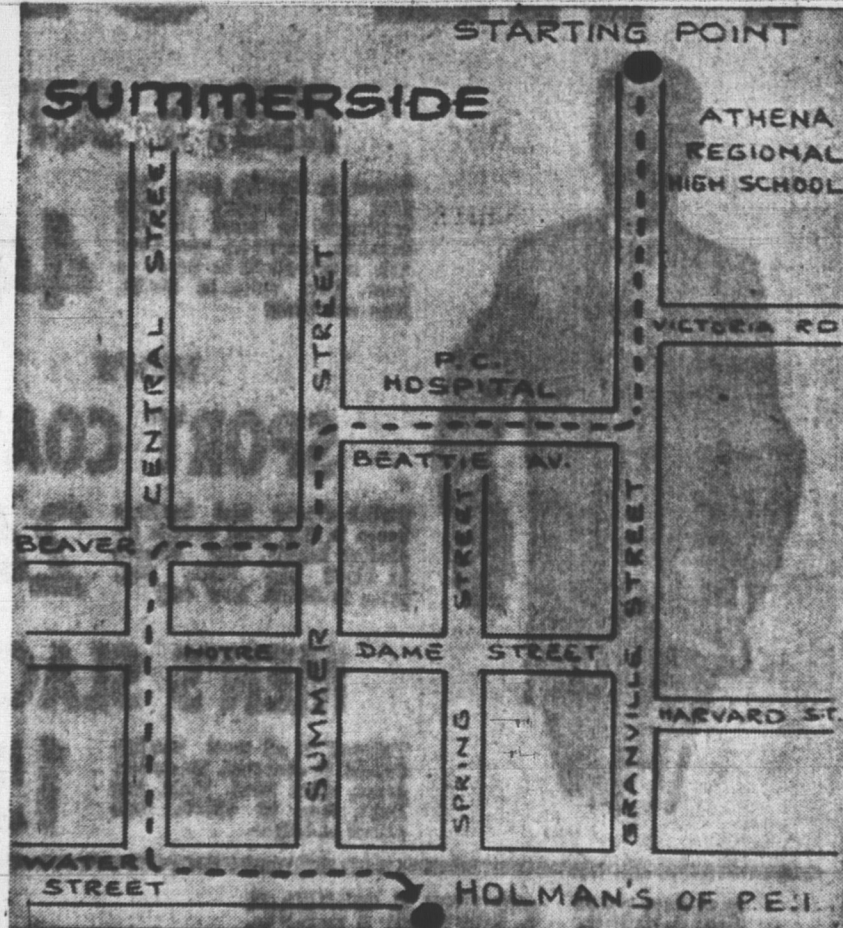 STARTING POINT
SUMMERSIDE
ATHENA
REGIONAL
HIGH SCHOOL
CENTRAL STREET
SUMMER STREET
VICTORIA RD
P.C.
HOSPITAL
BEATTIE AV.
BEAVER
SPRING STREET
GRANVILLE STREET
NOTRE DAME STREET
HARVARD ST.
WATER
STREET
HOLMAN'S OF P.E.I.